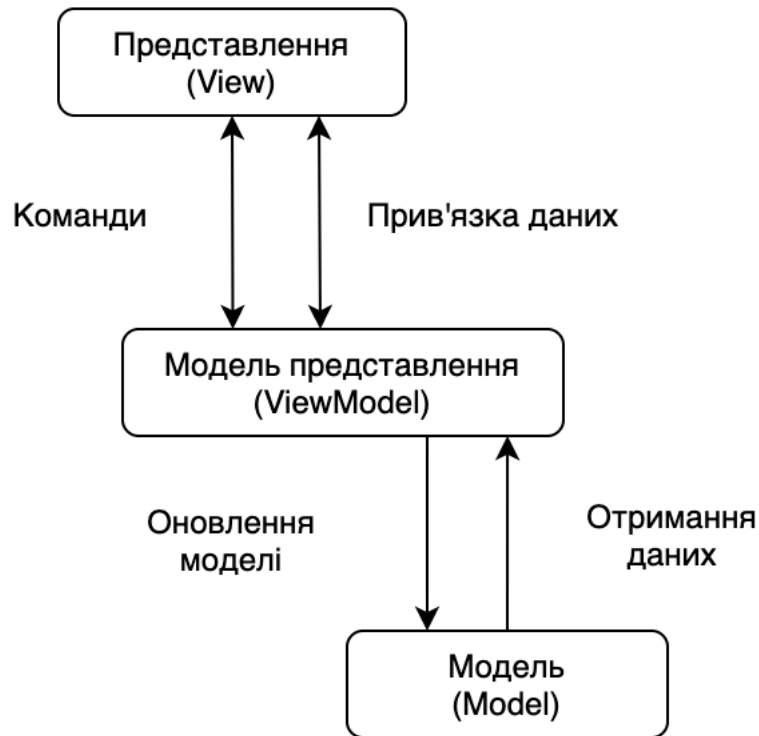 Представлення
(View)
Команди
Прив'язка даних
Модель представлення
(ViewModel)
Оновлення
моделі
Отримання
даних
Модель
(Model)